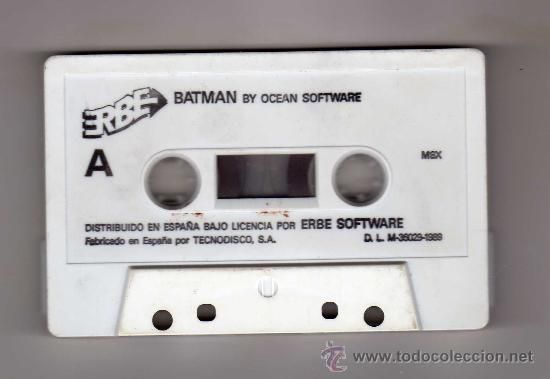 ERBE
BATMAN BY OCEAN SOFTWARE
A
MSX
DISTRIBUIDO EN ESPAÑA BAJO LICENCIA POR ERBE SOFTWARE
Fabricado en España por TECNODISCO, S.A.
D. L. M-36029-1989
www.todocoleccion.net